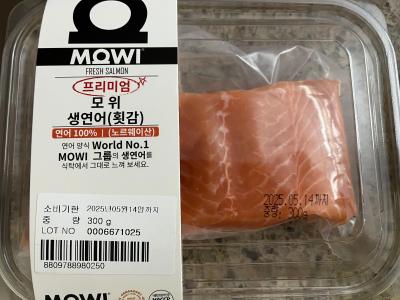 MOWI
FRESH SALMON
프리미엄
모위
생연어(횟감)
연어 100% | (노르웨이산)
연어 양식 World No.1
MOWI 그룹의 생연어를
식탁에서 그대로 느껴 보세요.
소비기한 2025년05월14일까지
중 량 300 g
LOT NO 0006671025
8809788980250
2025.05.14까지
중량: 300g
MOWI